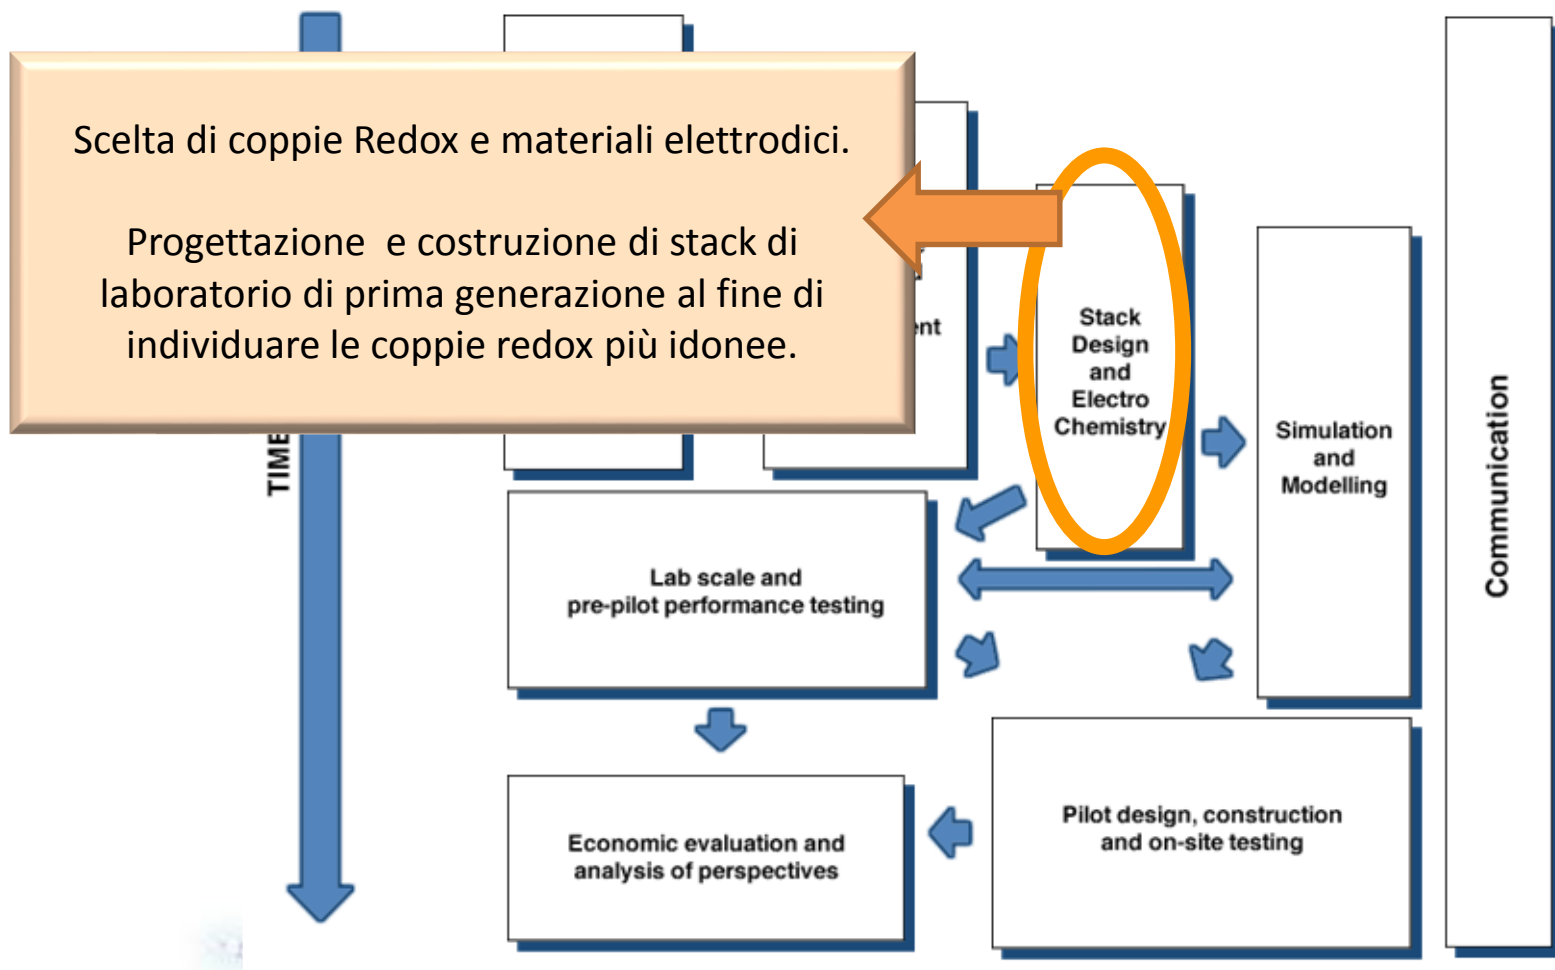 Scelta di coppie Redox e materiali elettrodici.
Progettazione e costruzione di stack di
laboratorio di prima generazione al fine di
individuare le coppie redox più idonee.
TIME
Stack
Design
and
Electro
Chemistry
Simulation
and
Modelling
Communication
Lab scale and
pre-pilot performance testing
Economic evaluation and
analysis of perspectives
Pilot design, construction
and on-site testing